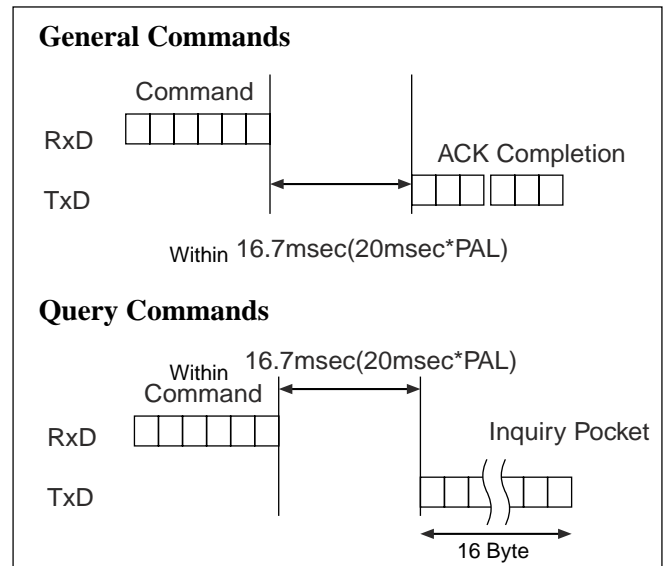 General Commands
Command
RxD
ACK Completion
TxD
Within 16.7msec(20msec*PAL)
Query Commands
Within 16.7msec(20msec*PAL)
Command
RxD
Inquiry Pocket
TxD
16 Byte